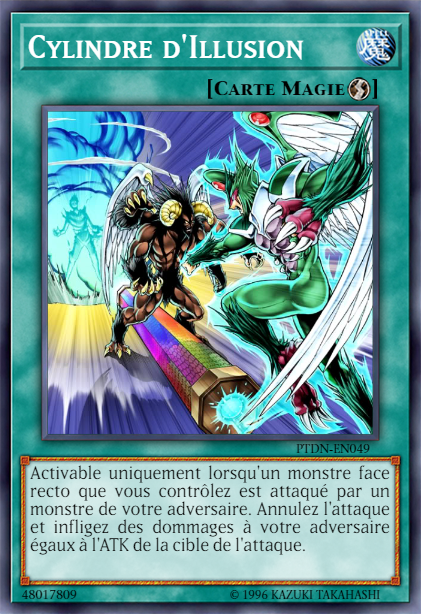 Cylindre d'Illusion
魔
[Carte Magie]
PTDN-EN049
Activable uniquement lorsqu'un monstre face
recto que vous contrôlez est attaqué par un
monstre de votre adversaire. Annulez l'attaque
et infligez des dommages à votre adversaire
égaux à l'ATK de la cible de l'attaque.
48017809
© 1996 KAZUKI TAKAHASHI